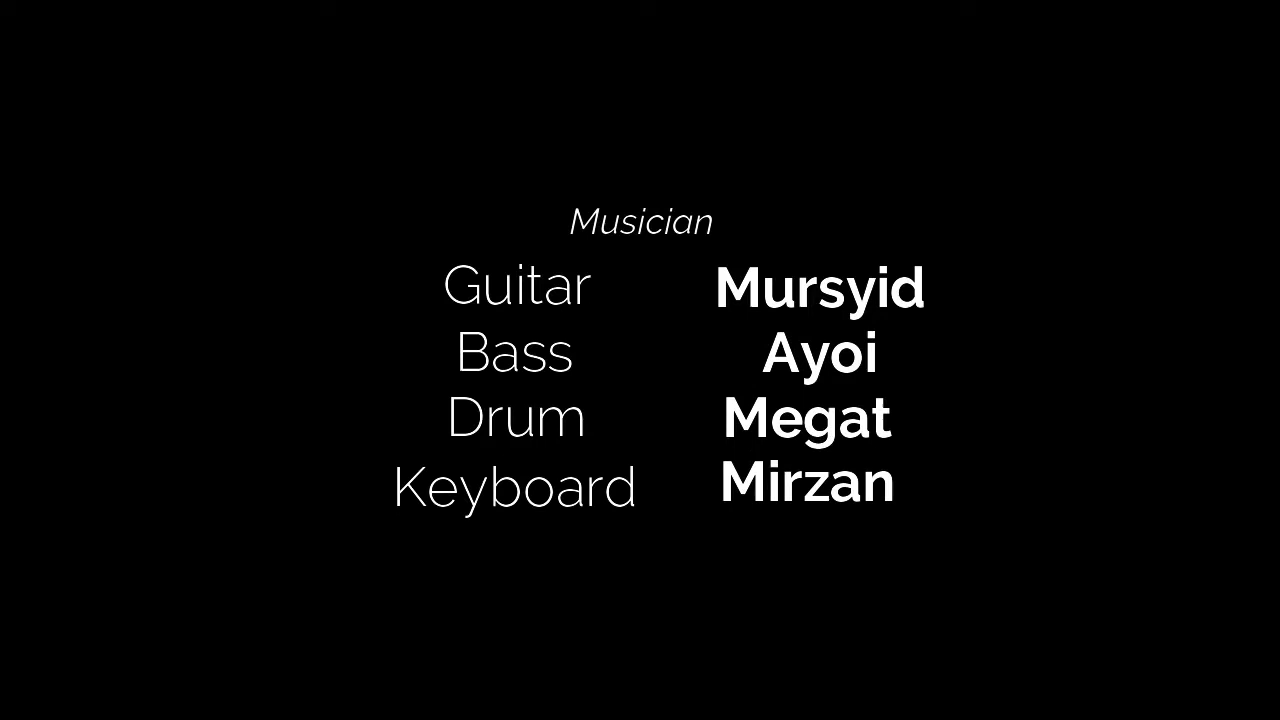 Musician
Guitar Mursyid
Bass Ayoi
Drum Megat
Keyboard Mirzan